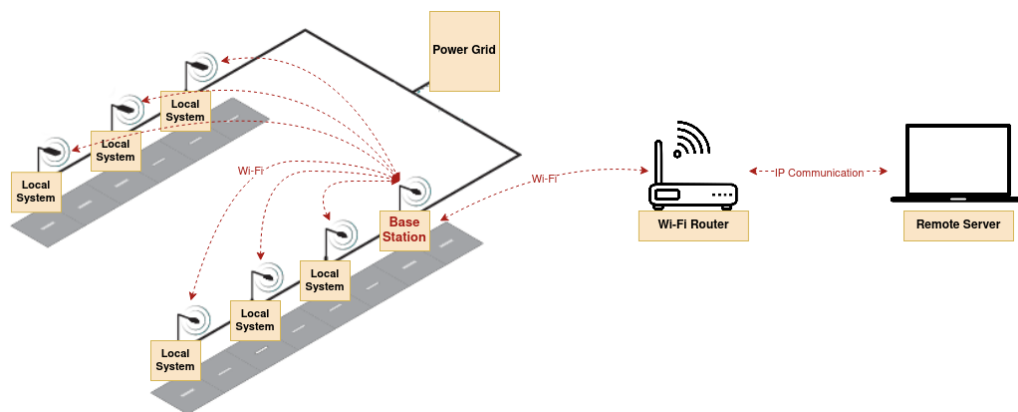 Power Grid
Local
System
Local
System
Local
System
Wi-Fi
Base
Station
Local
System
Local
System
Local
System
Wi-Fi
Wi-Fi Router
IP Communication
Remote Server